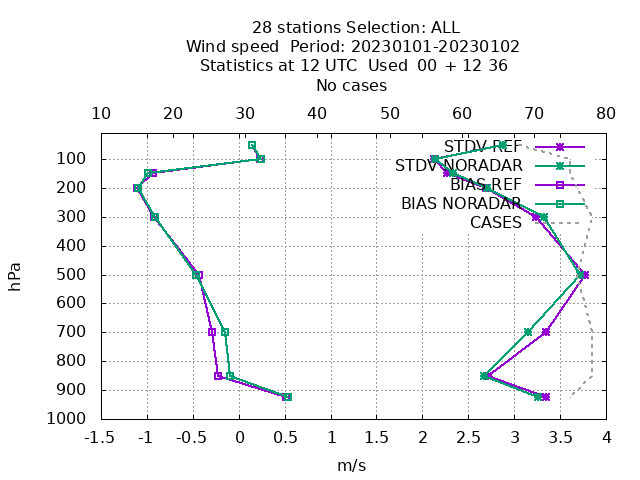 28 stations Selection: ALL
Wind speed  Period: 20230101-20230102
Statistics at 12 UTC  Used  00 + 12 36
No cases
10 20 30 40 50 60 70 80
STDV REF
STDV NORADAR
BIAS REF
BIAS NORADAR
CASES
hPa
100
200
300
400
500
600
700
800
900
1000
-1.5 -1 -0.5 0 0.5 1 1.5 2 2.5 3 3.5 4
m/s